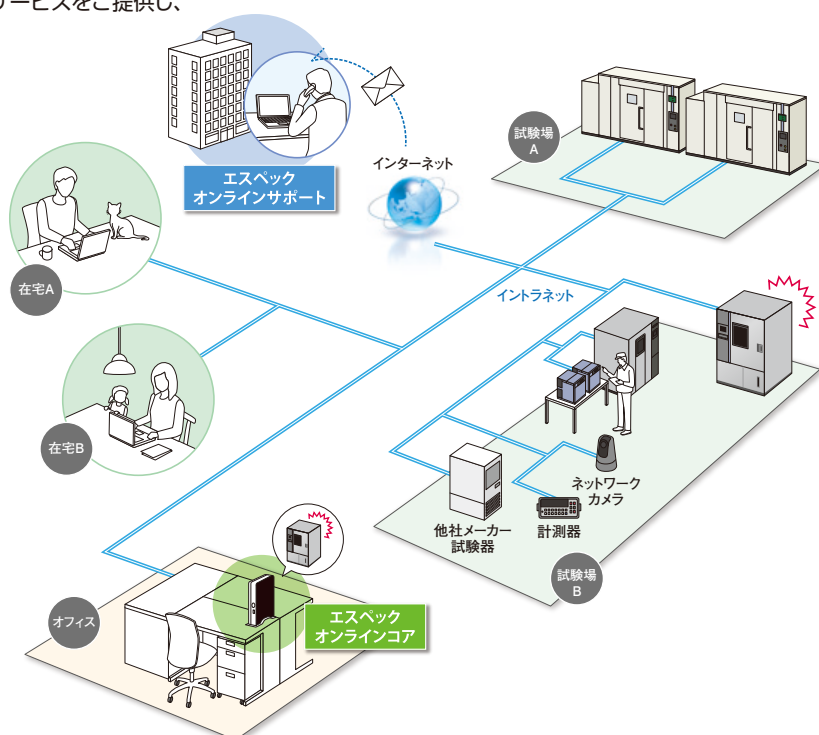 サービスをご提供し、
エスペック
オンラインサポート
インターネット
試験場
A
在宅A
イントラネット
在宅B
ネットワーク
カメラ
他社メーカー
試験器
計測器
試験場
B
オフィス
エスペック
オンラインコア